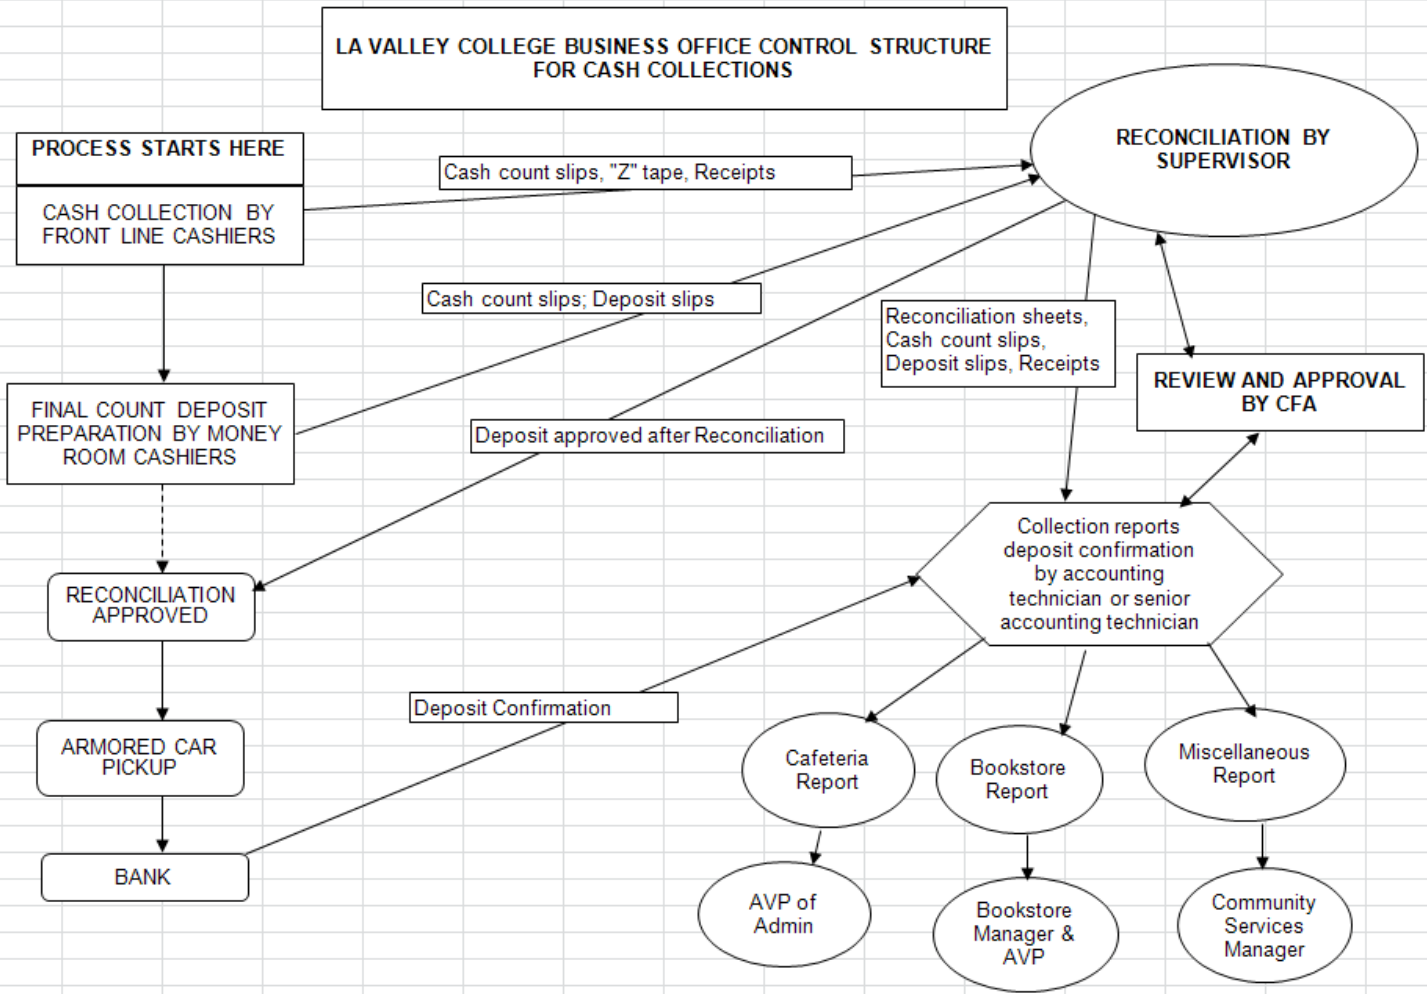 LA VALLEY COLLEGE BUSINESS OFFICE CONTROL STRUCTURE
FOR CASH COLLECTIONS
RECONCILIATION BY
SUPERVISOR
PROCESS STARTS HERE
CASH COLLECTION BY
FRONT LINE CASHIERS
Cash count slips, "Z" tape, Receipts
Cash count slips; Deposit slips
Reconciliation sheets,
Cash count slips,
Deposit slips, Receipts
REVIEW AND APPROVAL
BY CFA
FINAL COUNT DEPOSIT
PREPARATION BY MONEY
ROOM CASHIERS
Deposit approved after Reconciliation
Collection reports
deposit confirmation
by accounting
technician or senior
accounting technician
RECONCILIATION
APPROVED
Deposit Confirmation
ARMORED CAR
PICKUP
BANK
Cafeteria
Report
Bookstore
Report
Miscellaneous
Report
AVP of
Admin
Bookstore
Manager &
AVP
Community
Services
Manager